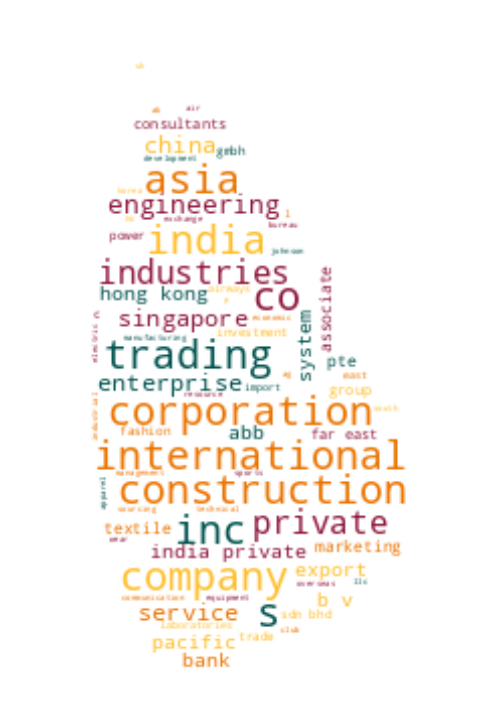 uk
ab air
consultants
china gmbh
development
asia
korea
engineering
exchange
bureau
power
india
johnson
industries
hong kong airways
co
singapore economic
investment
manufacturing
electric
system
associate
trading
pte
ag east
enterprise import
resource group
industrial
corporation south
fashion abb far east
international
management sports
apparel
construction
sourcing technical
inc private
textile
wear
india private marketing
company export
overseas llc
communication equipment
b v
service s sdn bhd
laboratories club
pacific trade
bank